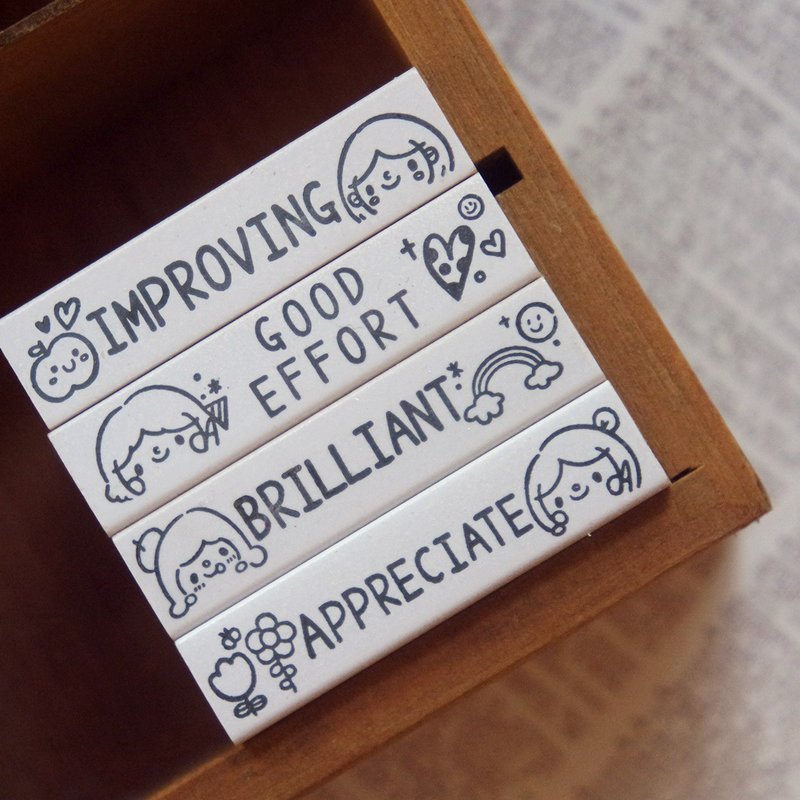 IMPROVING
GOOD
EFFORT
BRILLIANT
APPRECIATE